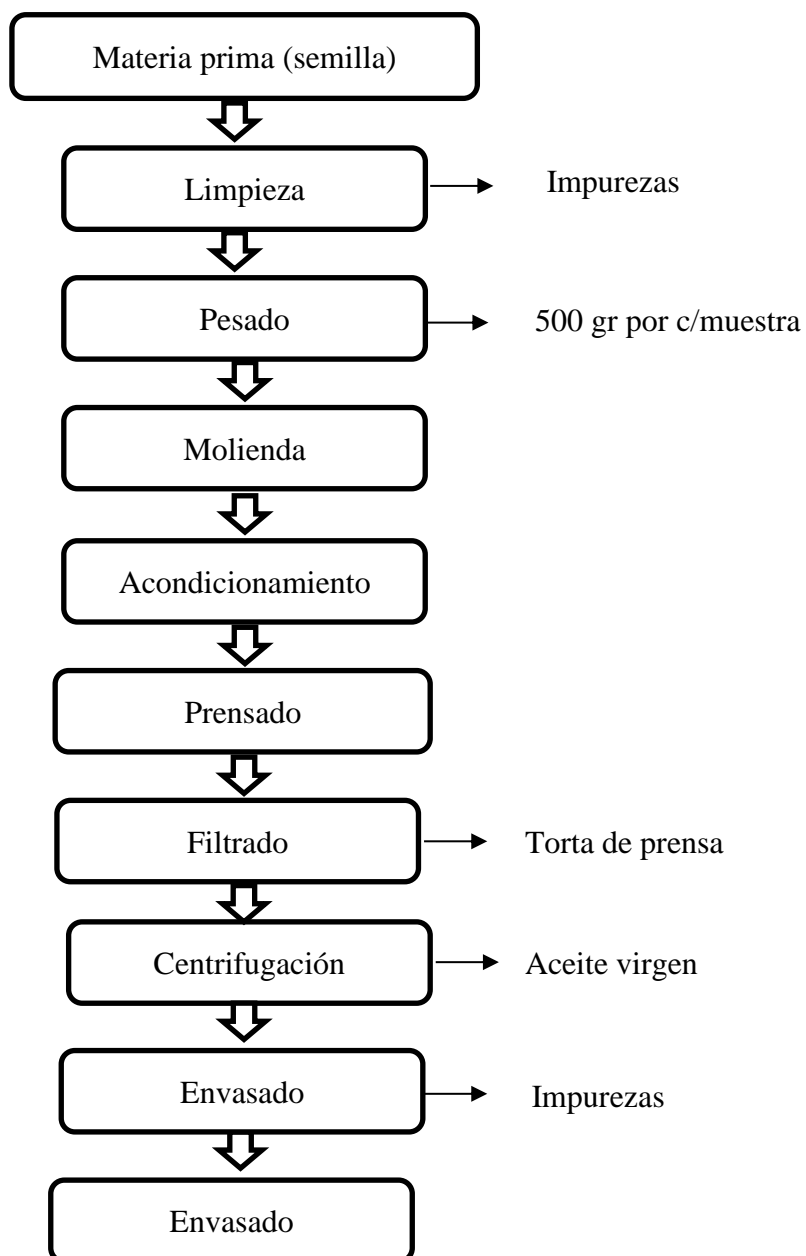 Materia prima (semilla)
Limpieza
Impurezas
Pesado
500 gr por c/muestra
Molienda
Acondicionamiento
Prensado
Filtrado
Torta de prensa
Centrifugación
Aceite virgen
Envasado
Impurezas
Envasado